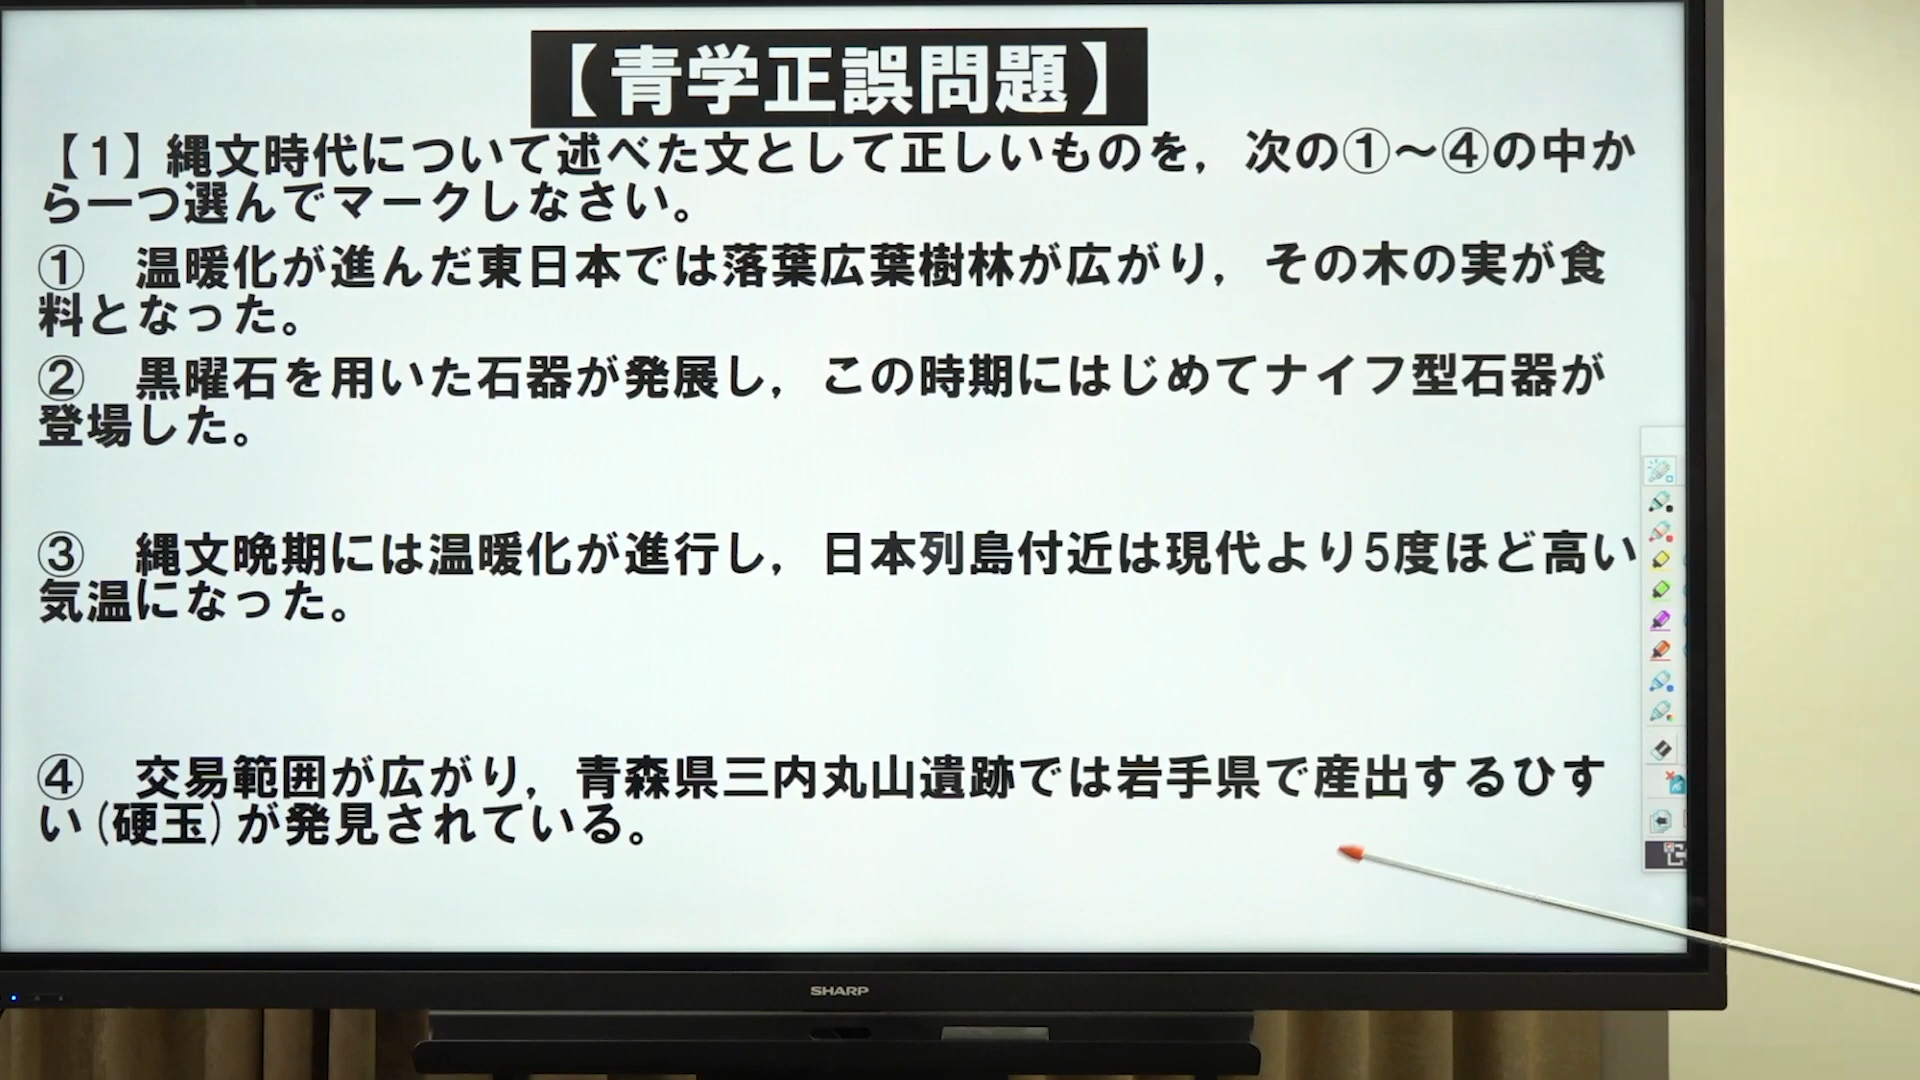 【青学正誤問題】
【1】縄文時代について述べた文として正しいものを，次の①～④の中か
ら一つ選んでマークしなさい。
①　温暖化が進んだ東日本では落葉広葉樹林が広がり，その木の実が食
料となった。
②　黒曜石を用いた石器が発展し，この時期にはじめてナイフ型石器が
登場した。
③　縄文晩期には温暖化が進行し，日本列島付近は現代より5度ほど高い
気温になった。
④　交易範囲が広がり，青森県三内丸山遺跡では岩手県で産出するひす
い(硬玉)が発見されている。
SHARP